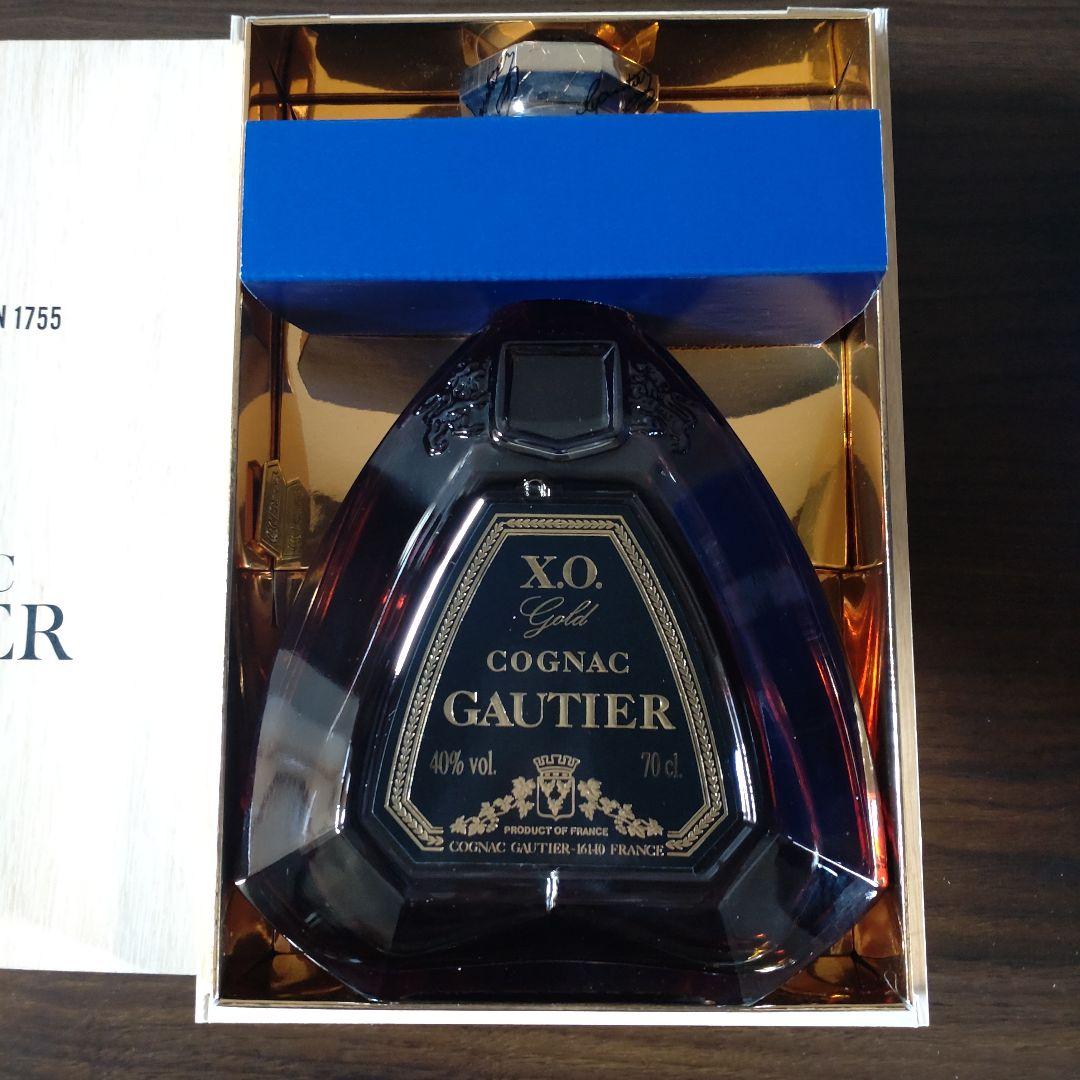 N 1755
C
ER
X.O.
Gold
COGNAC
GAUTIER
40% vol. 70 cl.
PRODUCT OF FRANCE
COGNAC GAUTIER-16140 FRANCE